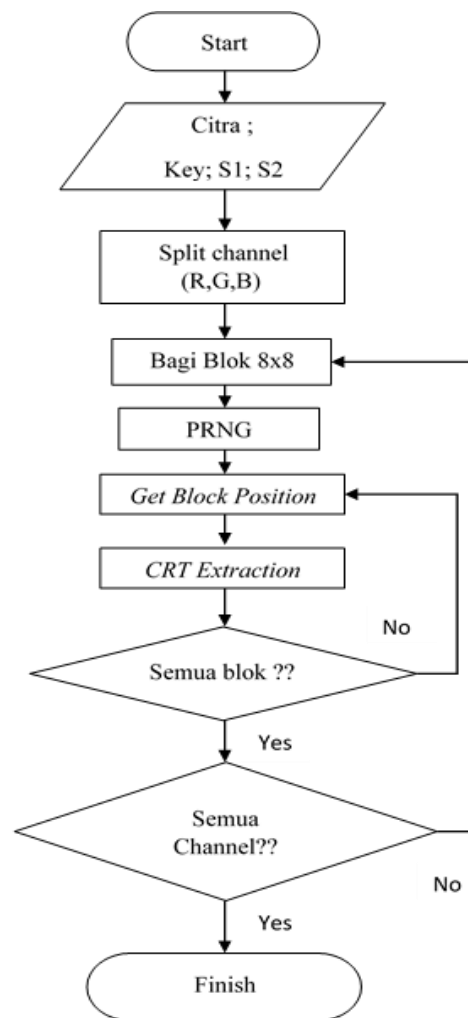 Start
Citra ;
Key; S1; S2
Split channel
(R,G,B)
Bagi Blok 8x8
PRNG
Get Block Position
CRT Extraction
No
Semua blok ??
Yes
Semua
Channel??
No
Yes
Finish